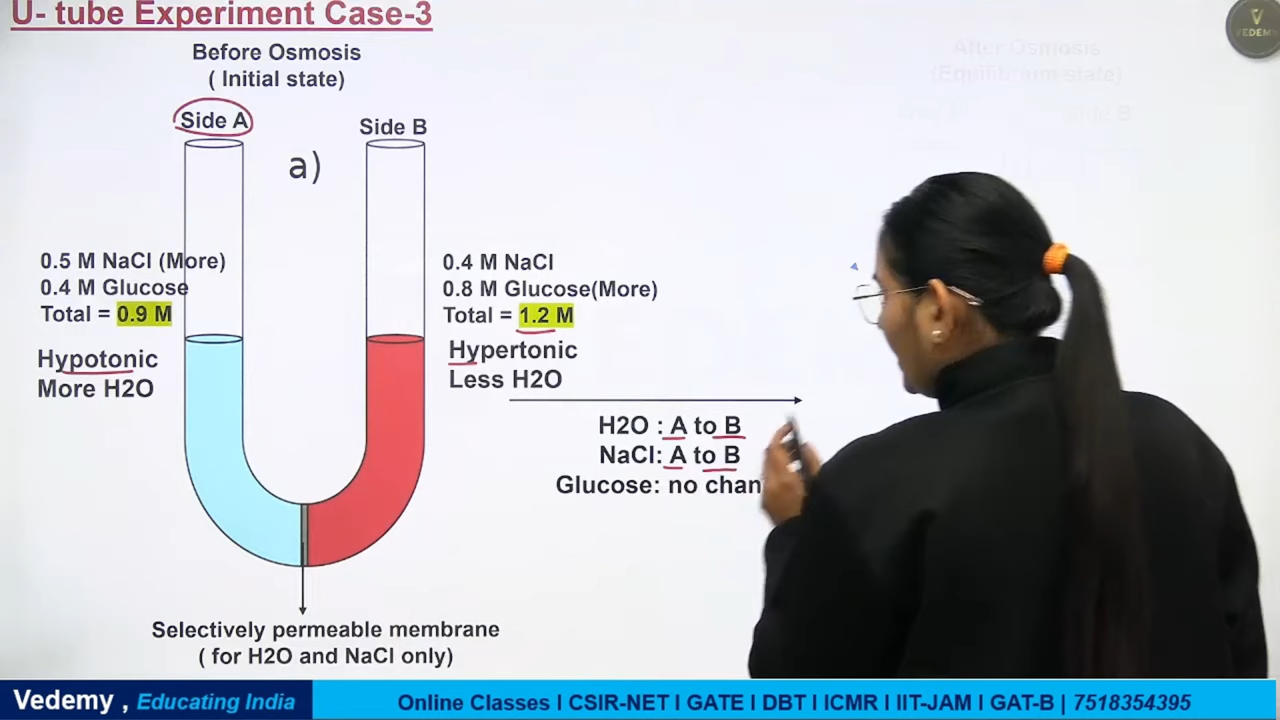 U- tube Experiment Case-3
Before Osmosis
( Initial state)
After Osmosis
(Equilibrium state)
Side A
Side B
Side B
a)
0.5 M NaCl (More)
0.4 M Glucose
Total = 0.9 M
Hypotonic
More H2O
0.4 M NaCl
0.8 M Glucose(More)
Total = 1.2 M
Hypertonic
Less H2O
H2O : A to B
NaCl: A to B
Glucose: no chan
Selectively permeable membrane
( for H2O and NaCl only)
VEDEMY
Vedemy , Educating India
Online Classes I CSIR-NET I GATE I DBT I ICMR I IIT-JAM I GAT-B | 7518354395